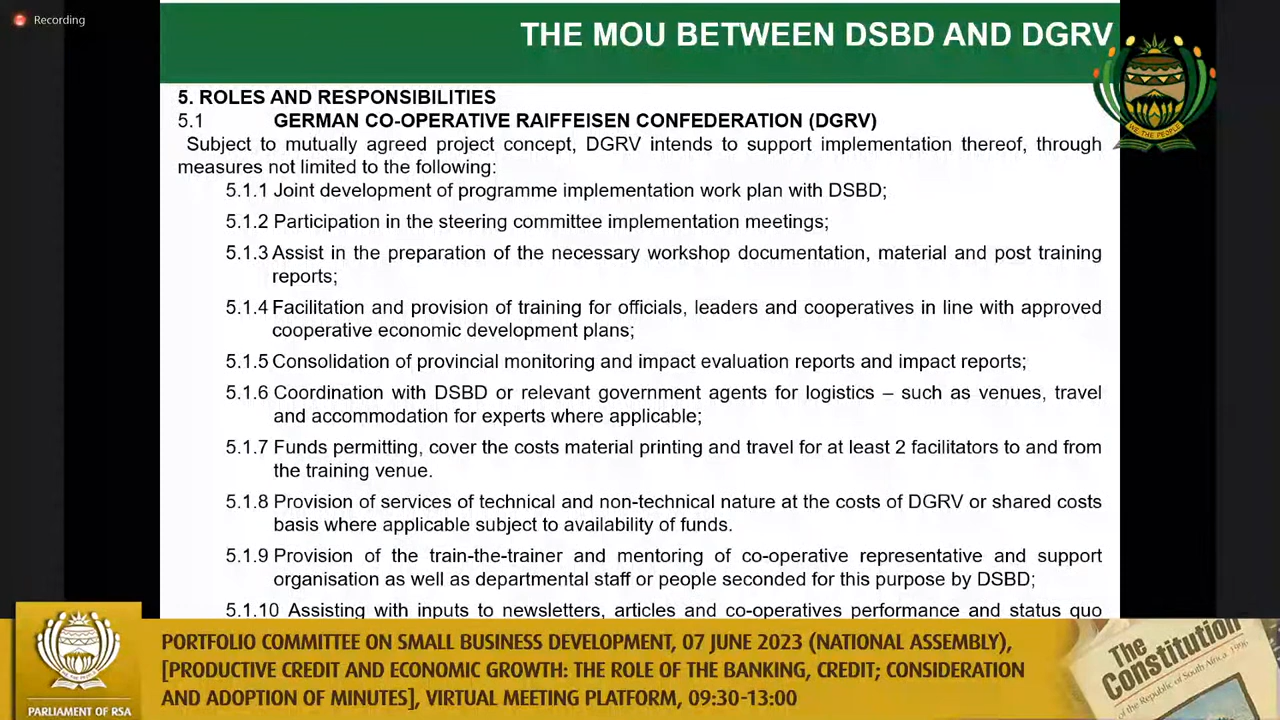 Recording
THE MOU BETWEEN DSBD AND DGRV
5. ROLES AND RESPONSIBILITIES
5.1 GERMAN CO-OPERATIVE RAIFFEISEN CONFEDERATION (DGRV)
Subject to mutually agreed project concept, DGRV intends to support implementation thereof, through
measures not limited to the following:
5.1.1 Joint development of programme implementation work plan with DSBD;
5.1.2 Participation in the steering committee implementation meetings;
5.1.3 Assist in the preparation of the necessary workshop documentation, material and post training
reports;
5.1.4 Facilitation and provision of training for officials, leaders and cooperatives in line with approved
cooperative economic development plans;
5.1.5 Consolidation of provincial monitoring and impact evaluation reports and impact reports;
5.1.6 Coordination with DSBD or relevant government agents for logistics – such as venues, travel
and accommodation for experts where applicable;
5.1.7 Funds permitting, cover the costs material printing and travel for at least 2 facilitators to and from
the training venue.
5.1.8 Provision of services of technical and non-technical nature at the costs of DGRV or shared costs
basis where applicable subject to availability of funds.
5.1.9 Provision of the train-the-trainer and mentoring of co-operative representative and support
organisation as well as departmental staff or people seconded for this purpose by DSBD;
5.1.10 Assisting with inputs to newsletters, articles and co-operatives performance and status quo
WE THE PEOPLE
PORTFOLIO COMMITTEE ON SMALL BUSINESS DEVELOPMENT, 07 JUNE 2023 (NATIONAL ASSEMBLY),
[PRODUCTIVE CREDIT AND ECONOMIC GROWTH: THE ROLE OF THE BANKING, CREDIT; CONSIDERATION
AND ADOPTION OF MINUTES], VIRTUAL MEETING PLATFORM, 09:30-13:00
PARLIAMENT OF RSA
The
Constitution
of the Republic of South Africa, 1996